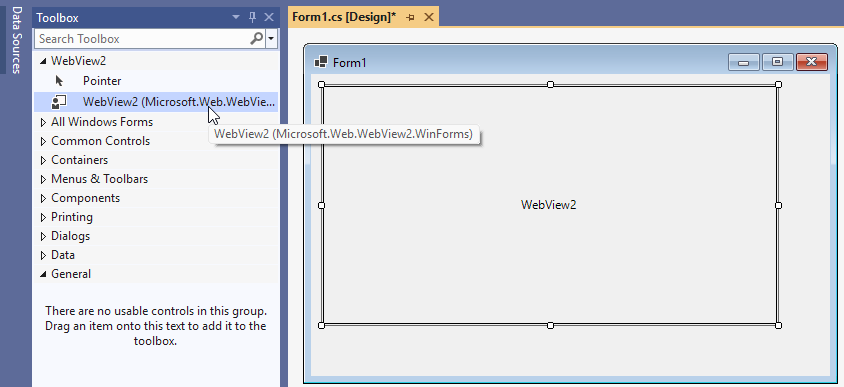 Data Sources
Toolbox
Search Toolbox
WebView2
Pointer
WebView2 (Microsoft.Web.WebVie...
All Windows Forms
Common Controls
Containers
Menus & Toolbars
Components
Printing
Dialogs
Data
General
There are no usable controls in this group.
Drag an item onto this text to add it to the
toolbox.
WebView2 (Microsoft.Web.WebView2.WinForms)
Form1.cs [Design]*
Form1
WebView2